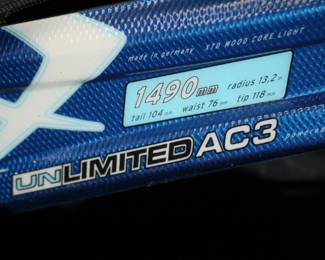 made in germany XTD WOOD CORE LIGHT
1490mm radius 13,2m
tail 104mm waist 76mm tip 118mm
UNLIMITED AC3